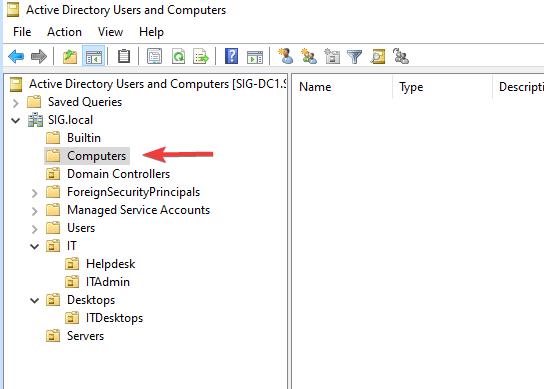 Active Directory Users and Computers
File Action View Help
Active Directory Users and Computers [SIG-DC1.S
Name Type Descripti
Saved Queries
SIG.local
Builtin
Computers
Domain Controllers
ForeignSecurityPrincipals
Managed Service Accounts
Users
IT
Helpdesk
ITAdmin
Desktops
ITDesktops
Servers